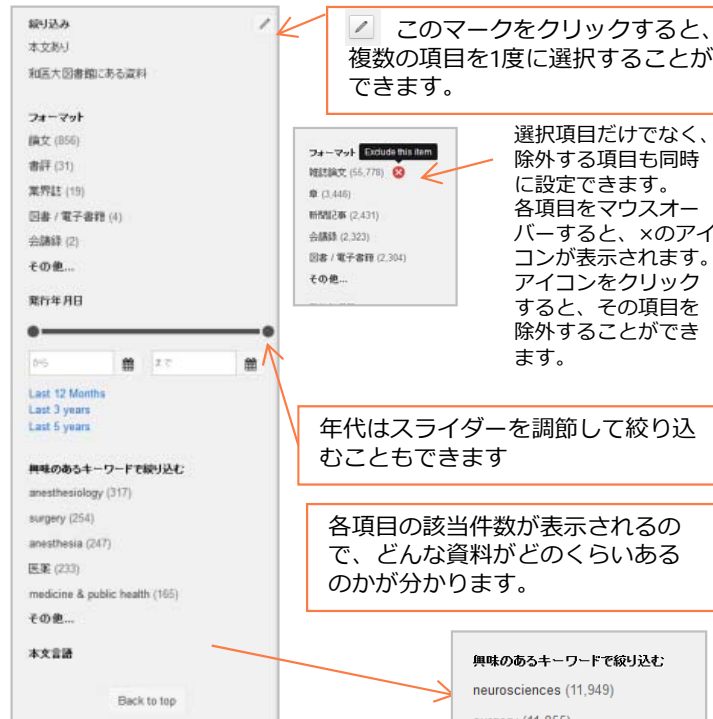 絞り込み
本文あり
和医大図書館にある資料
フォーマット
論文 (856)
書評 (31)
業界誌 (19)
図書 / 電子書籍 (4)
会議録 (2)
その他...
発行年月日
から
まで
Last 12 Months
Last 3 years
Last 5 years
興味のあるキーワードで絞り込む
anesthesiology (317)
surgery (254)
anesthesia (247)
医薬 (233)
medicine & public health (165)
その他...
本文言語
Back to top
このマークをクリックすると、
複数の項目を1度に選択することが
できます。
フォーマット Exclude this item
雑誌論文 (55,778)
章 (3,446)
新聞記事 (2,431)
会議録 (2,323)
図書 / 電子書籍 (2,304)
その他...
選択項目だけでなく、
除外する項目も同時
に設定できます。
各項目をマウスオー
バーすると、×のアイ
コンが表示されます。
アイコンをクリック
すると、その項目を
除外することができ
ます。
年代はスライダーを調節して絞り込
むこともできます
各項目の該当件数が表示されるの
で、どんな資料がどのくらいある
のかが分かります。
興味のあるキーワードで絞り込む
neurosciences (11,949)